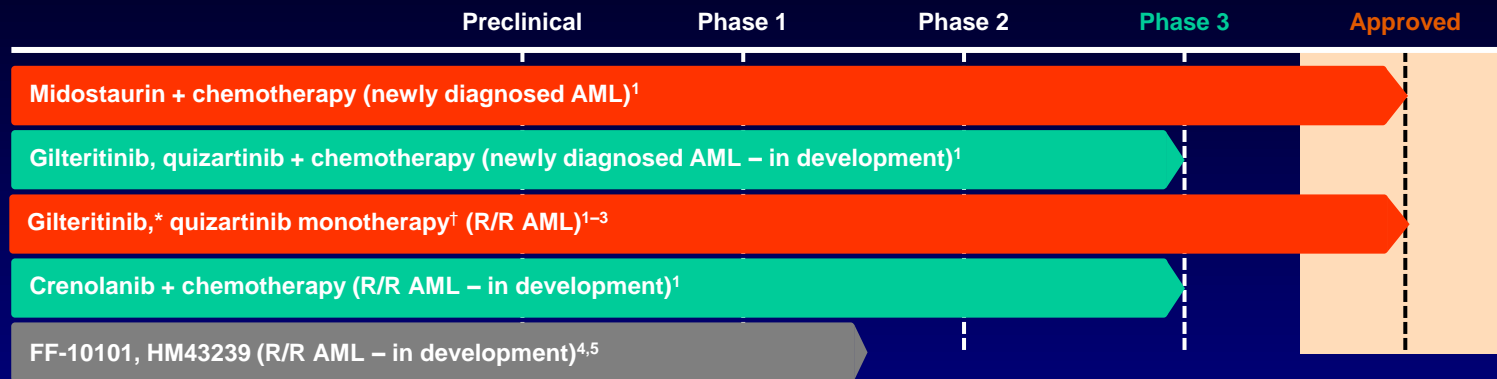 Preclinical Phase 1 Phase 2 Phase 3 Approved
Midostaurin + chemotherapy (newly diagnosed AML)¹
Gilteritinib, quizartinib + chemotherapy (newly diagnosed AML – in development)¹
Gilteritinib,* quizartinib monotherapy† (R/R AML)¹⁻³
Crenolanib + chemotherapy (R/R AML – in development)¹
FF-10101, HM43239 (R/R AML – in development)⁴,⁵